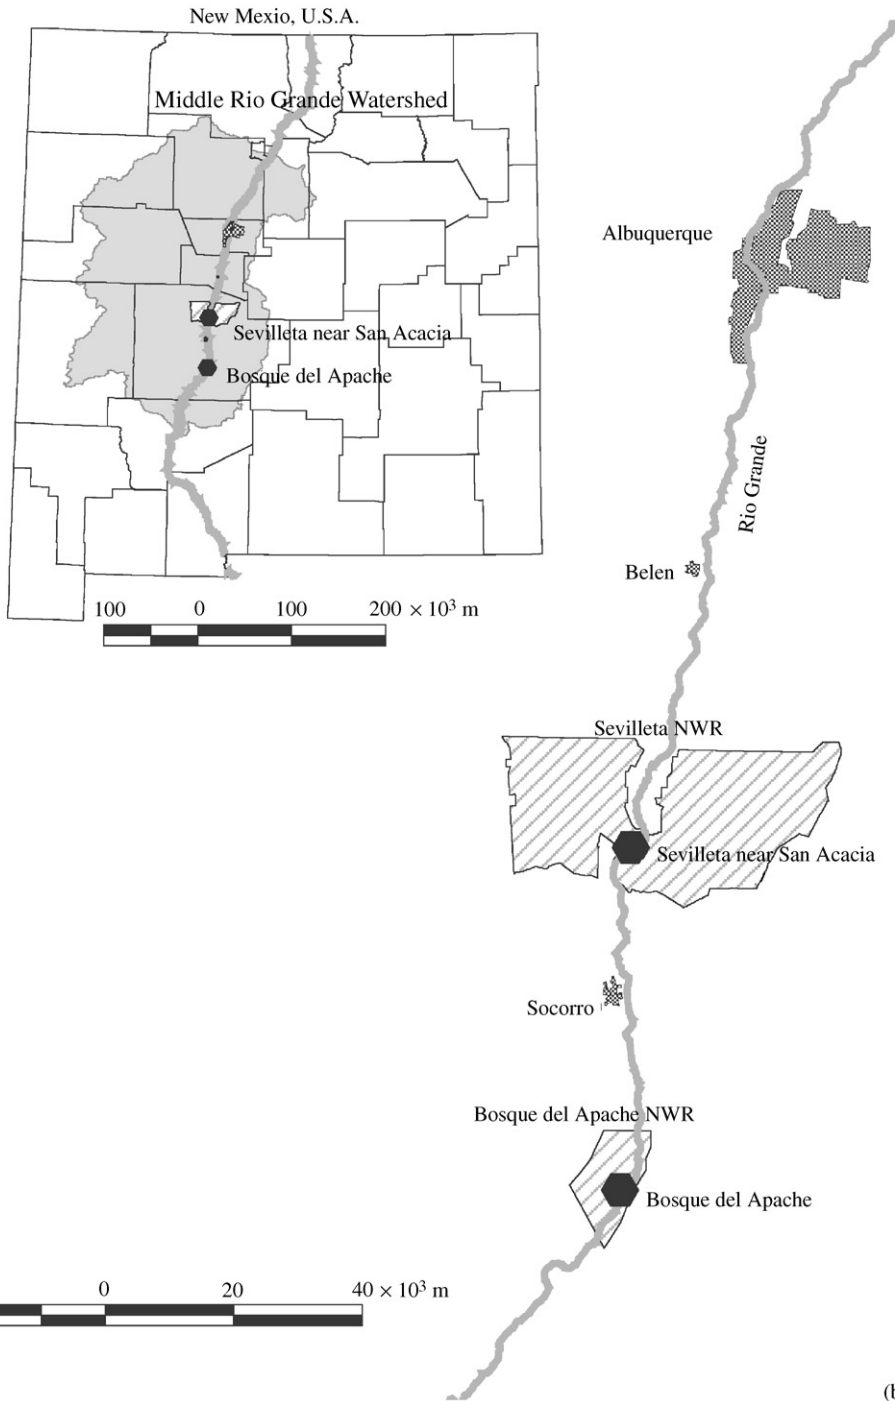 New Mexio, U.S.A.
Middle Rio Grande Watershed
Sevilleta near San Acacia
Bosque del Apache
100 0 100 200 × 10³ m
Albuquerque
Rio Grande
Belen
Sevilleta NWR
Sevilleta near San Acacia
Socorro
Bosque del Apache NWR
Bosque del Apache
0 20 40 × 10³ m
(b